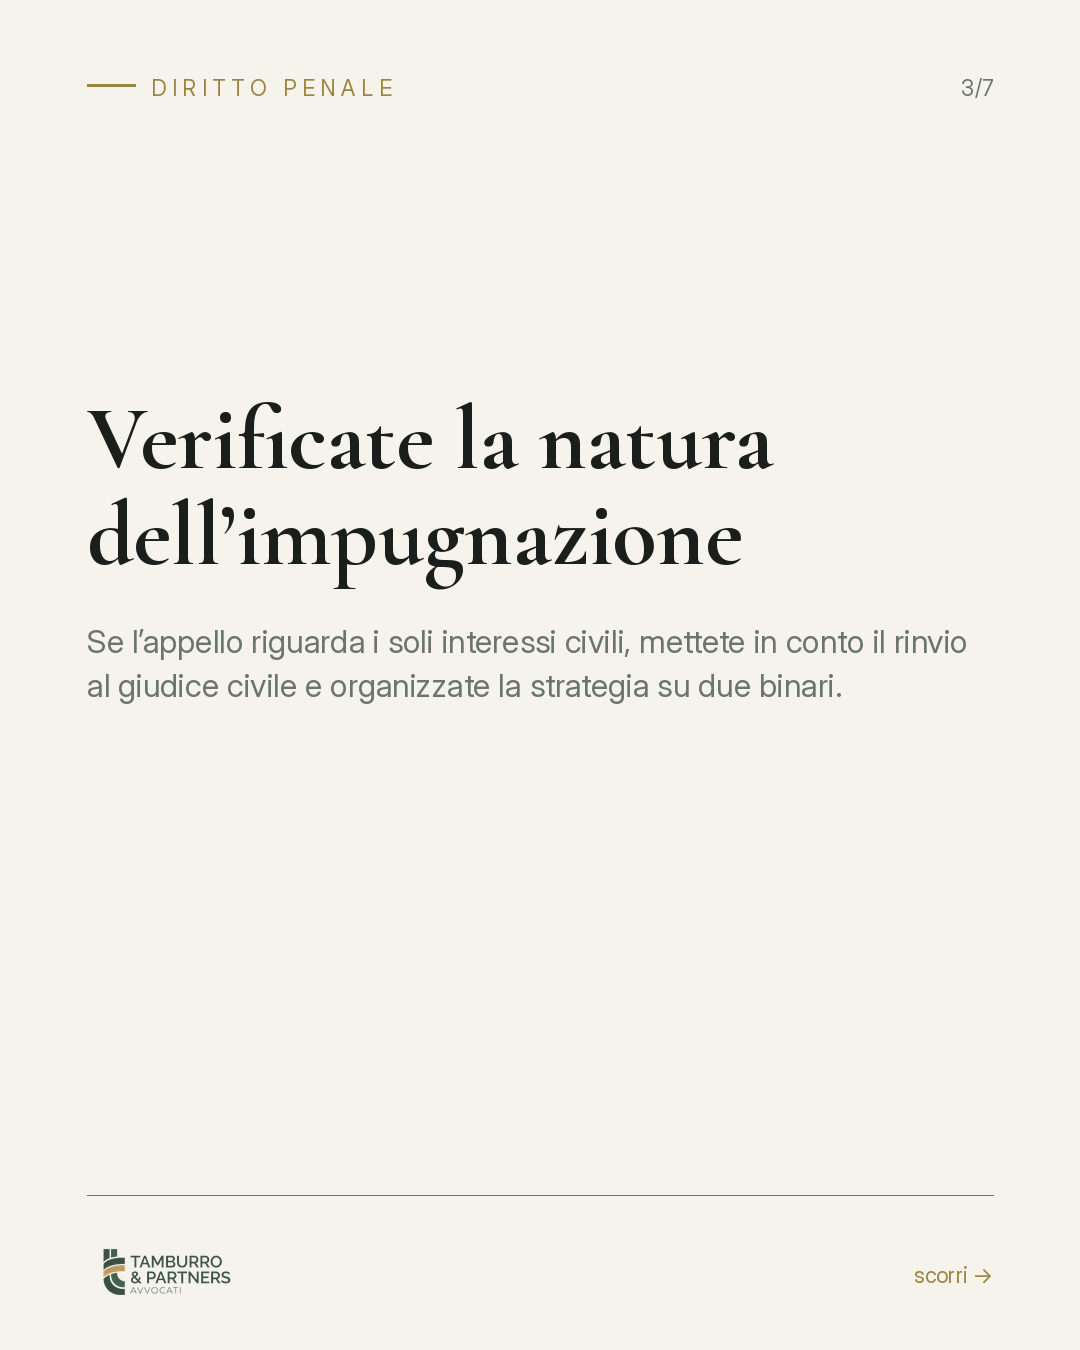 DIRITTO PENALE
3/7
Verificate la natura
dell’impugnazione
Se l’appello riguarda i soli interessi civili, mettete in conto il rinvio
al giudice civile e organizzate la strategia su due binari.
TAMBURRO
& PARTNERS
AVVOCATI
scorri →